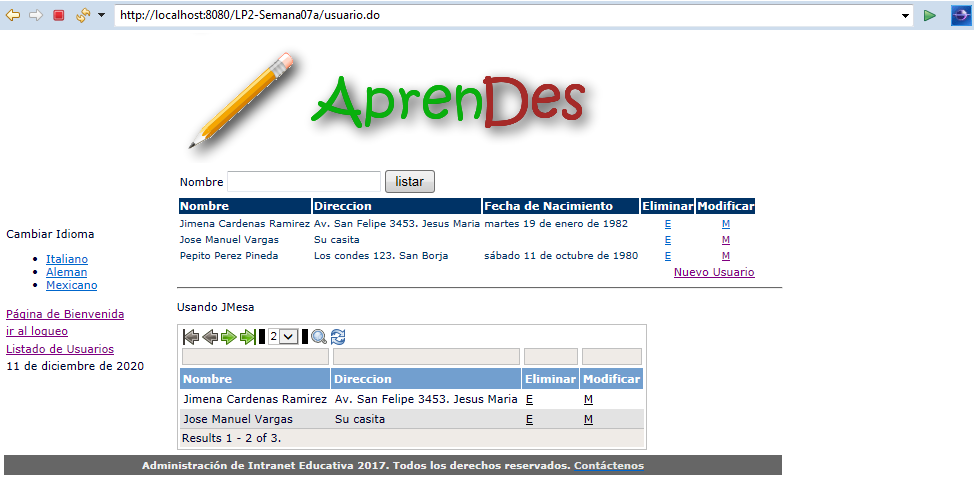 http://localhost:8080/LP2-Semana07a/usuario.do
AprenDes
Nombre listar
Nombre Direccion Fecha de Nacimiento Eliminar Modificar
Jimena Cardenas Ramirez Av. San Felipe 3453. Jesus Maria martes 19 de enero de 1982 E M
Jose Manuel Vargas Su casita E M
Pepito Perez Pineda Los condes 123. San Borja sábado 11 de octubre de 1980 E M
Nuevo Usuario
Cambiar Idioma
Italiano
Aleman
Mexicano
Página de Bienvenida
ir al logueo
Listado de Usuarios
11 de diciembre de 2020
Usando JMesa
2
Nombre Direccion Eliminar Modificar
Jimena Cardenas Ramirez Av. San Felipe 3453. Jesus Maria E M
Jose Manuel Vargas Su casita E M
Results 1 - 2 of 3.
Administración de Intranet Educativa 2017. Todos los derechos reservados. Contáctenos